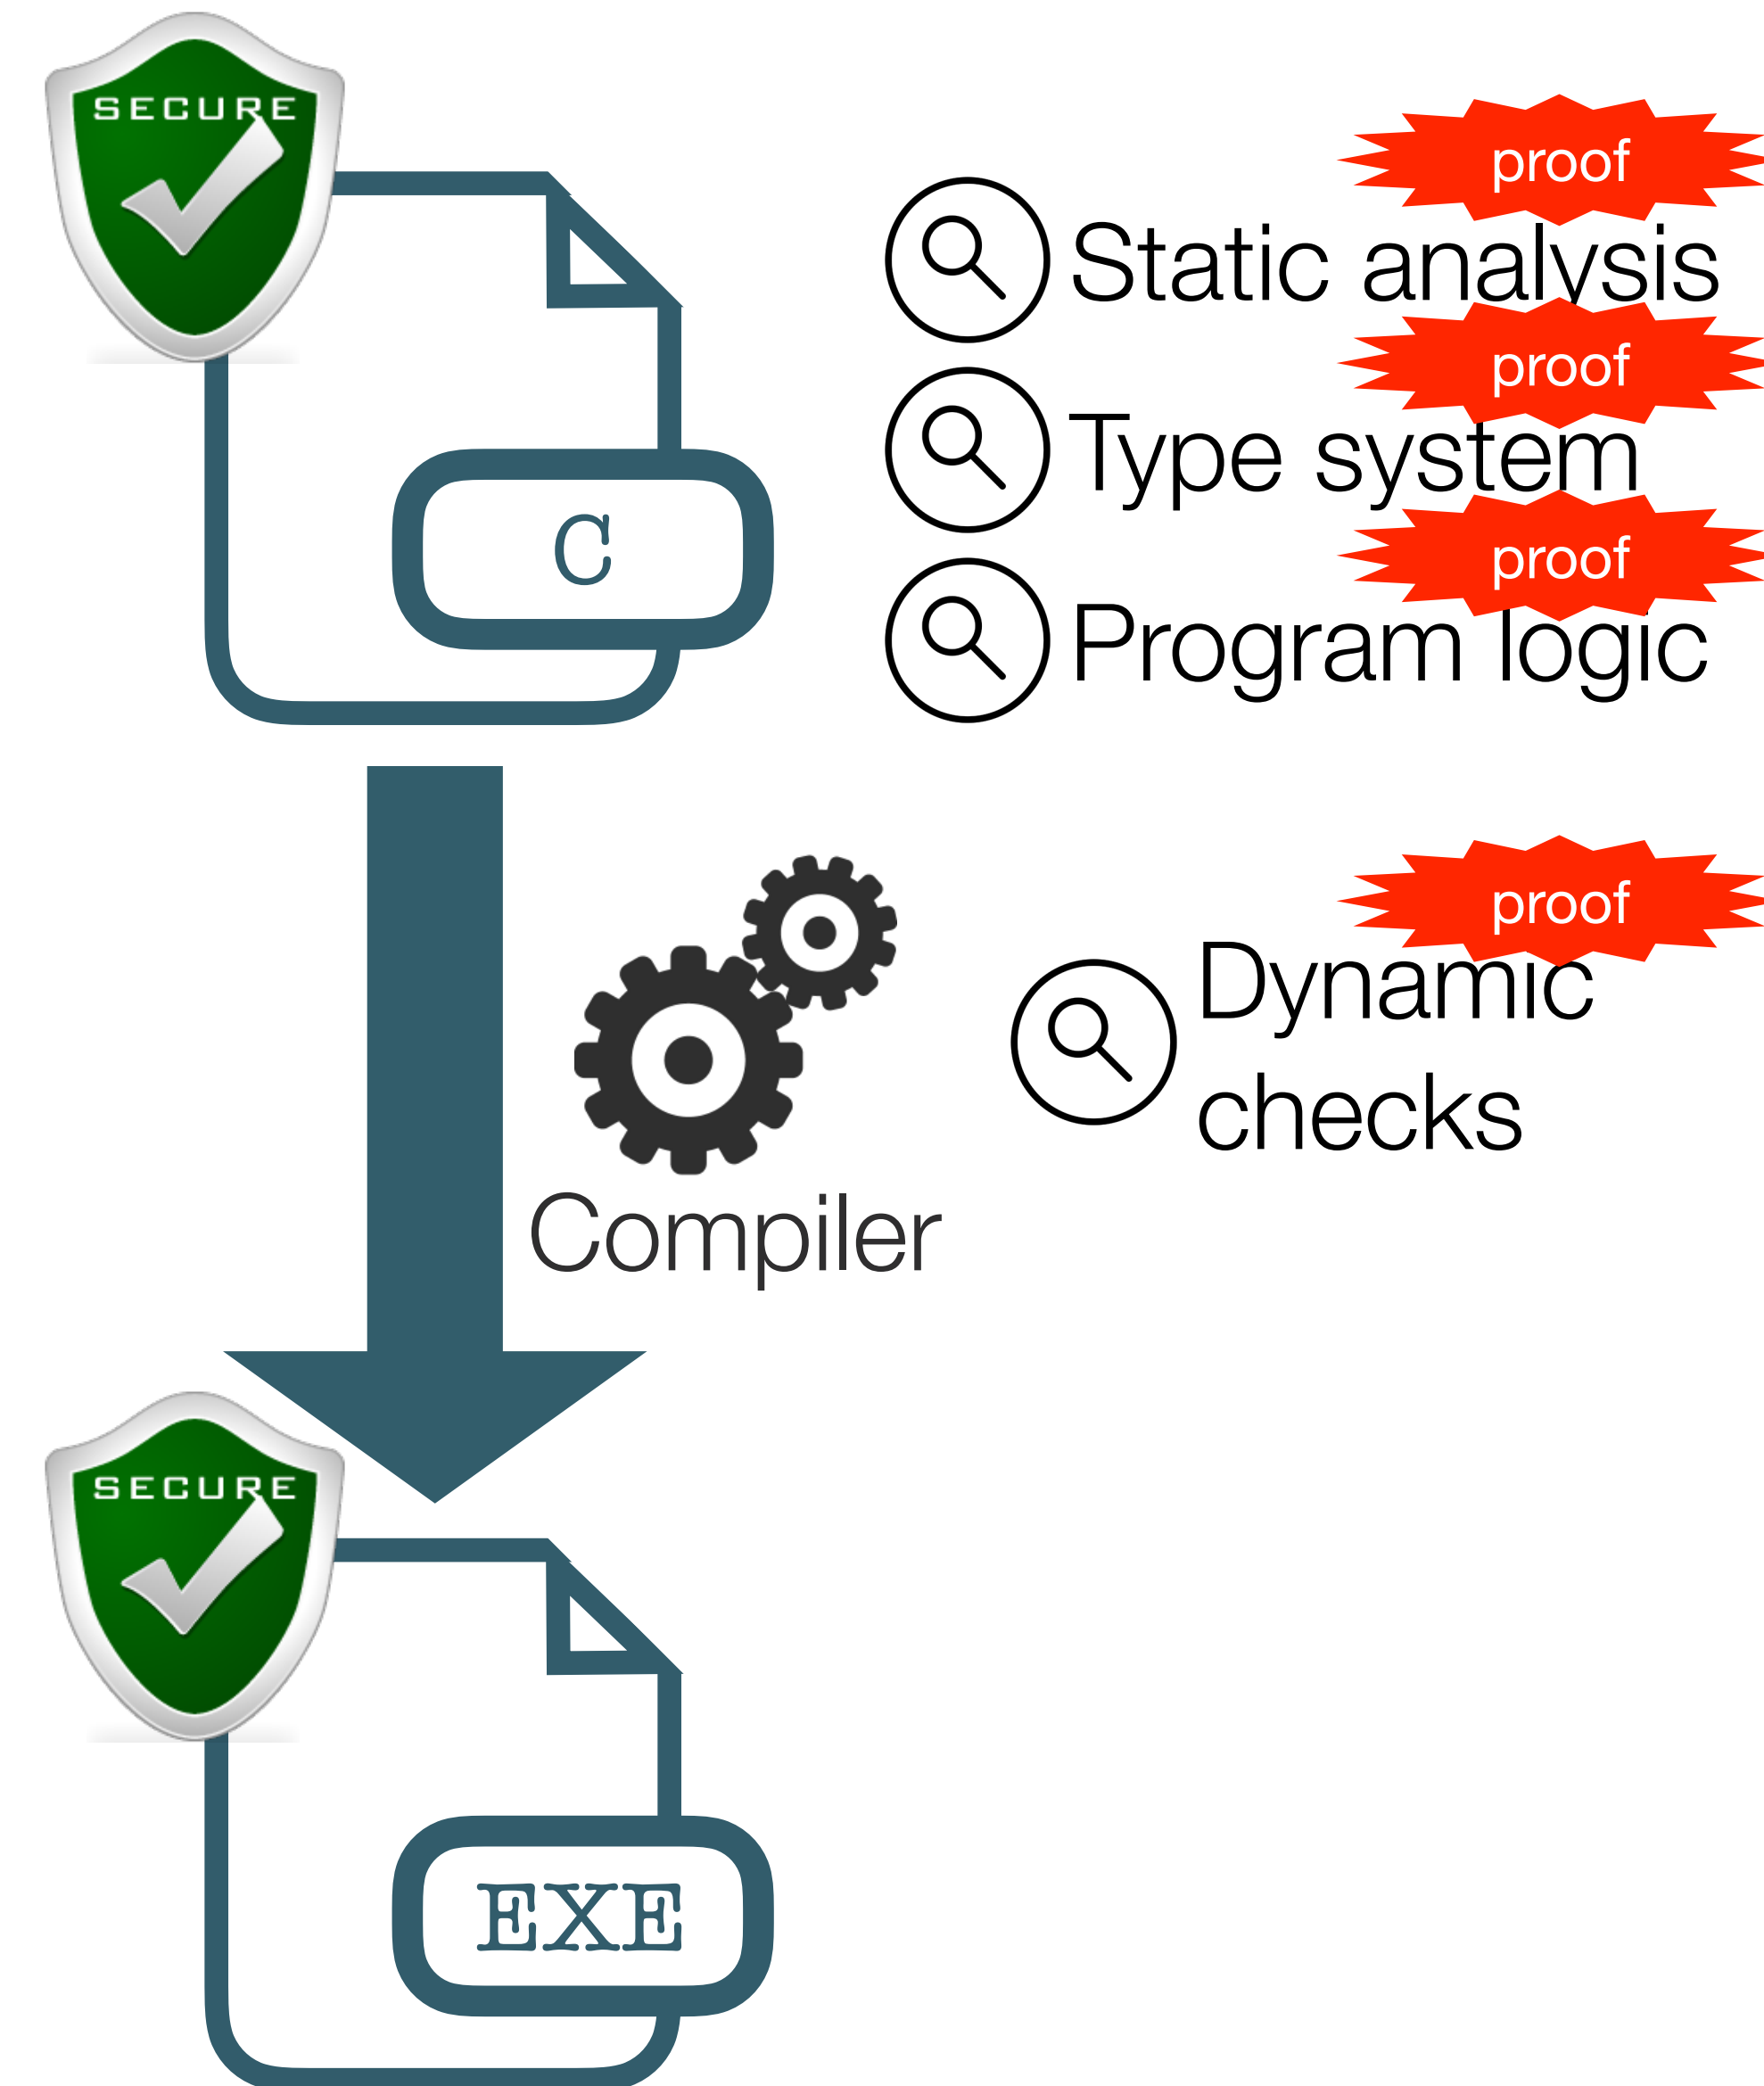 SECURE
proof
Static analysis
proof
Type system
C
proof
Program logic
proof
Dynamic
checks
Compiler
SECURE
EXE